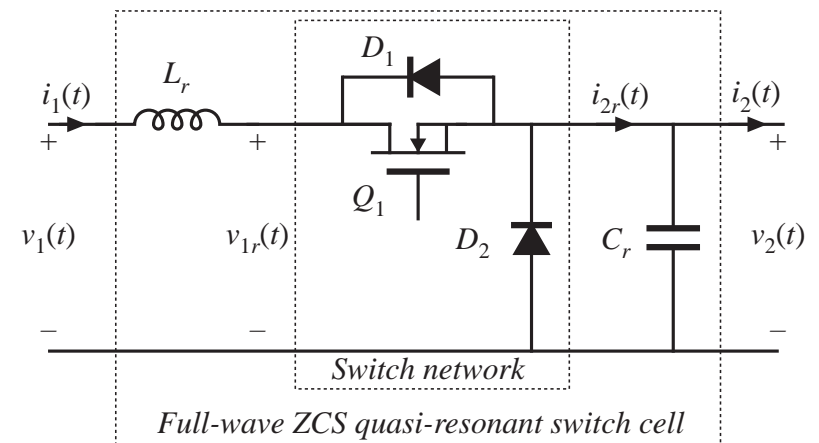 D1
Lr
i1(t)
i2r(t)
i2(t)
+
+
+
Q1
v1(t)
v1r(t)
D2
Cr
v2(t)
–
–
–
Switch network
Full-wave ZCS quasi-resonant switch cell